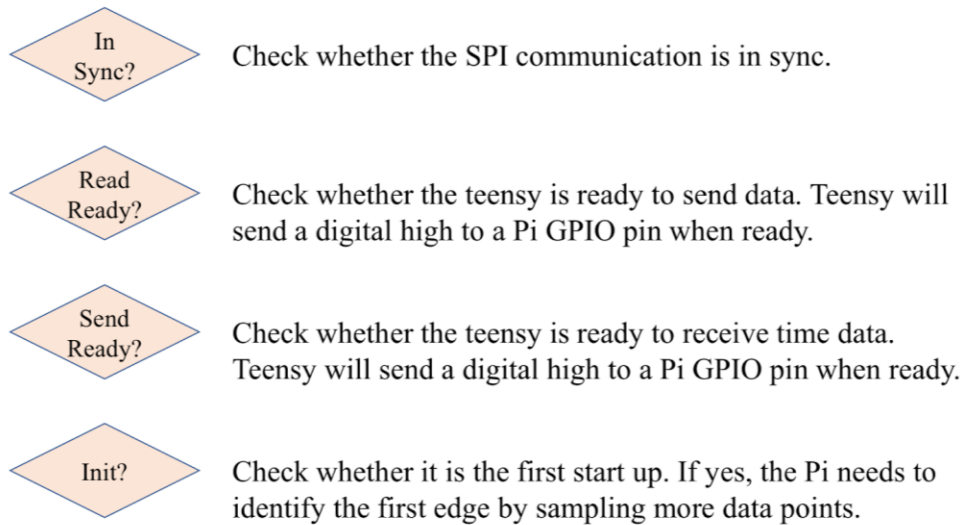 In
Sync?
Check whether the SPI communication is in sync.
Read
Ready?
Check whether the teensy is ready to send data. Teensy will
send a digital high to a Pi GPIO pin when ready.
Send
Ready?
Check whether the teensy is ready to receive time data.
Teensy will send a digital high to a Pi GPIO pin when ready.
Init?
Check whether it is the first start up. If yes, the Pi needs to
identify the first edge by sampling more data points.